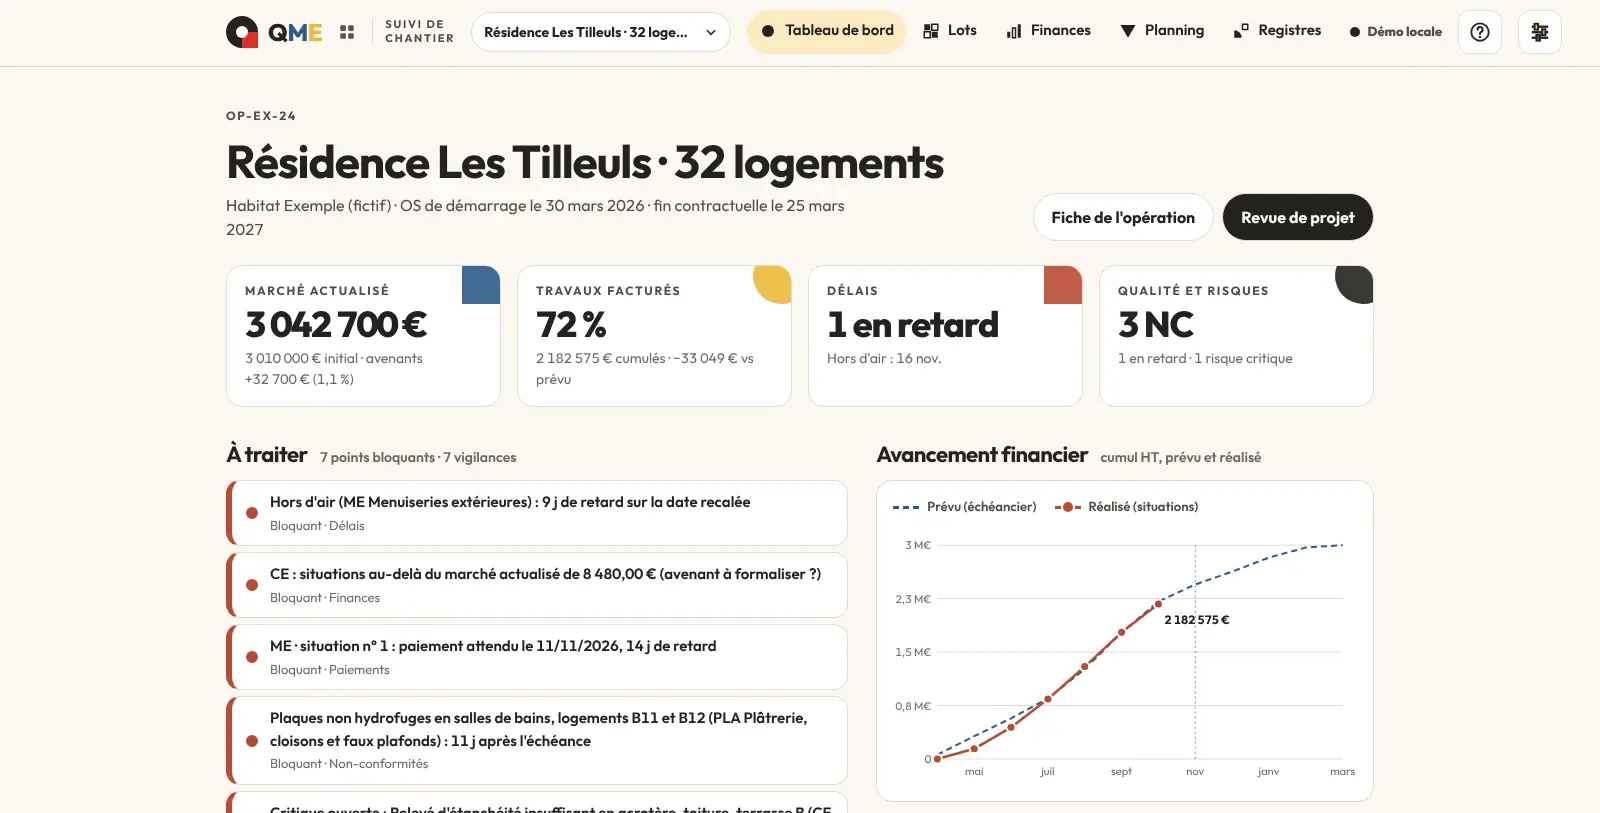 QME
SUIVI DE
CHANTIER
Résidence Les Tilleuls · 32 loge...
Tableau de bord
Lots
Finances
Planning
Registres
Démo locale
OP-EX-24
Résidence Les Tilleuls · 32 logements
Habitat Exemple (fictif) · OS de démarrage le 30 mars 2026 · fin contractuelle le 25 mars
2027
Fiche de l'opération
Revue de projet
MARCHÉ ACTUALISÉ
3 042 700 €
3 010 000 € initial · avenants
+32 700 € (1,1 %)
TRAVAUX FACTURÉS
72 %
2 182 575 € cumulés · −33 049 € vs
prévu
DÉLAIS
1 en retard
Hors d'air : 16 nov.
QUALITÉ ET RISQUES
3 NC
1 en retard · 1 risque critique
À traiter
7 points bloquants · 7 vigilances
Hors d'air (ME Menuiseries extérieures) : 9 j de retard sur la date recalée
Bloquant · Délais
CE : situations au-delà du marché actualisé de 8 480,00 € (avenant à formaliser ?)
Bloquant · Finances
ME · situation n° 1 : paiement attendu le 11/11/2026, 14 j de retard
Bloquant · Paiements
Plaques non hydrofuges en salles de bains, logements B11 et B12 (PLA Plâtrerie,
cloisons et faux plafonds) : 11 j après l'échéance
Bloquant · Non-conformités
Critique ouverte : Relevé d'étanchéité insuffisant en acrotère, toiture, terrasse B (CE
Avancement financier
cumul HT, prévu et réalisé
Prévu (échéancier)
Réalisé (situations)
3 M€
2,3 M€
1,5 M€
0,8 M€
0
2 182 575 €
mai
juil
sept
nov
janv
mars